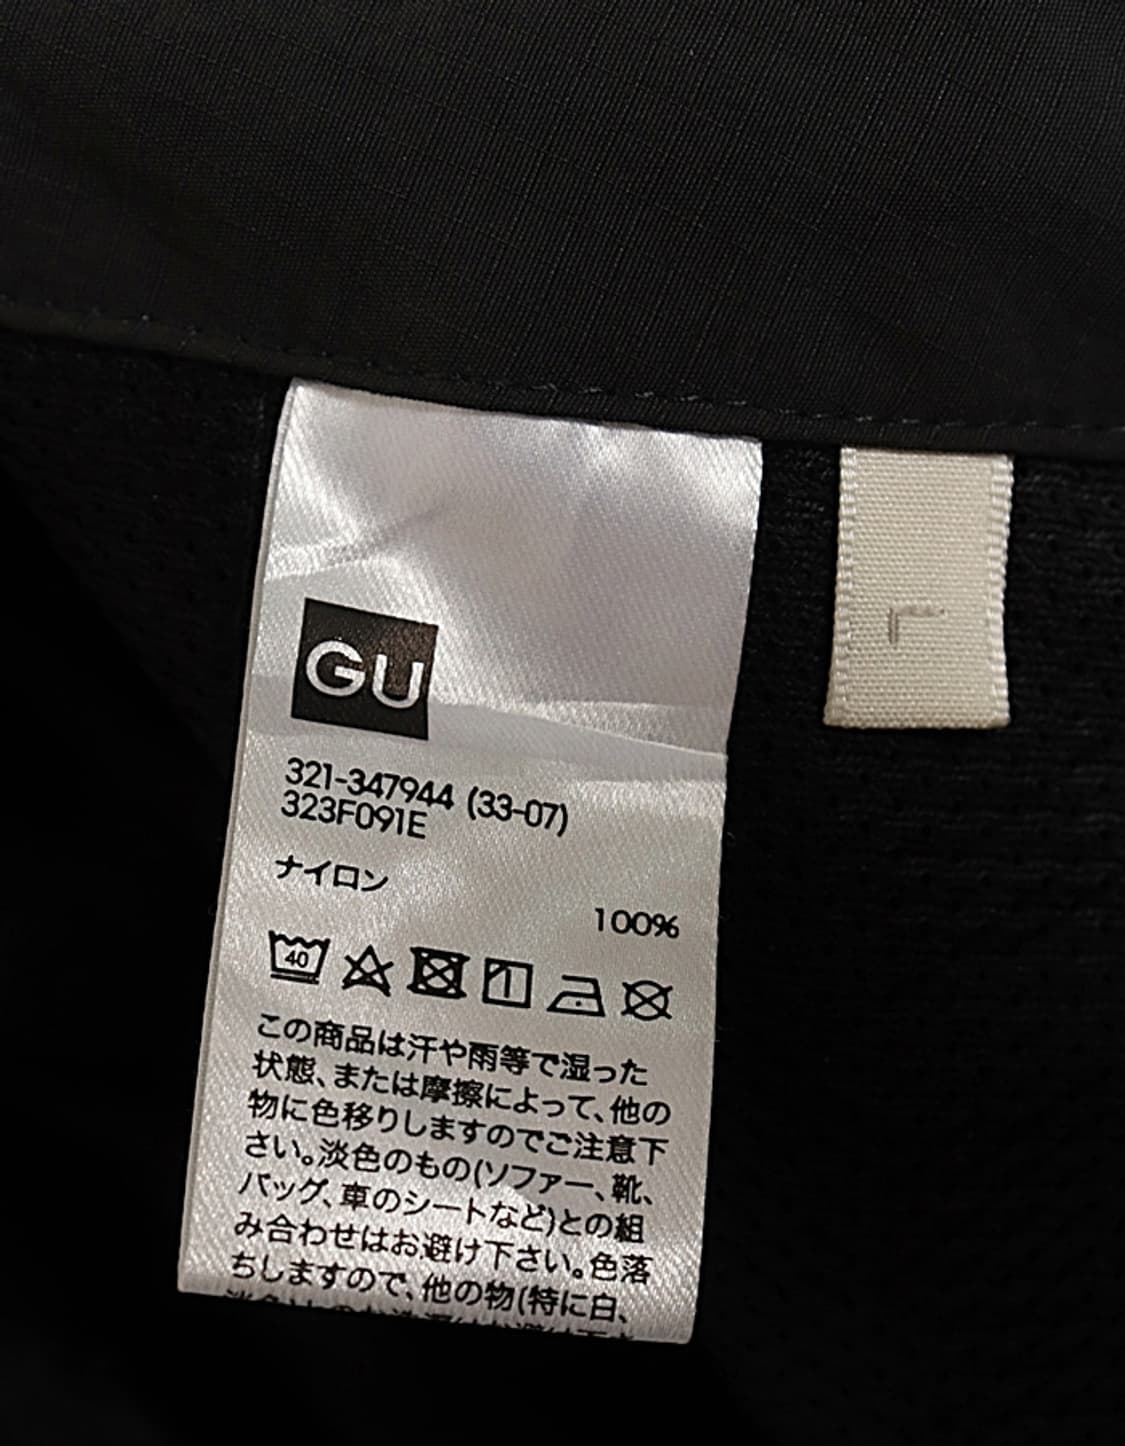 GU
L
321-347944 (33-07)
323F091E
ナイロン
100%
40
この商品は汗や雨等で湿った
状態、または摩擦によって、他の
物に色移りしますのでご注意下
さい。淡色のもの(ソファー、靴、
バッグ、車のシートなど)との組
み合わせはお避け下さい。色落
ちしますので、他の物(特に白、